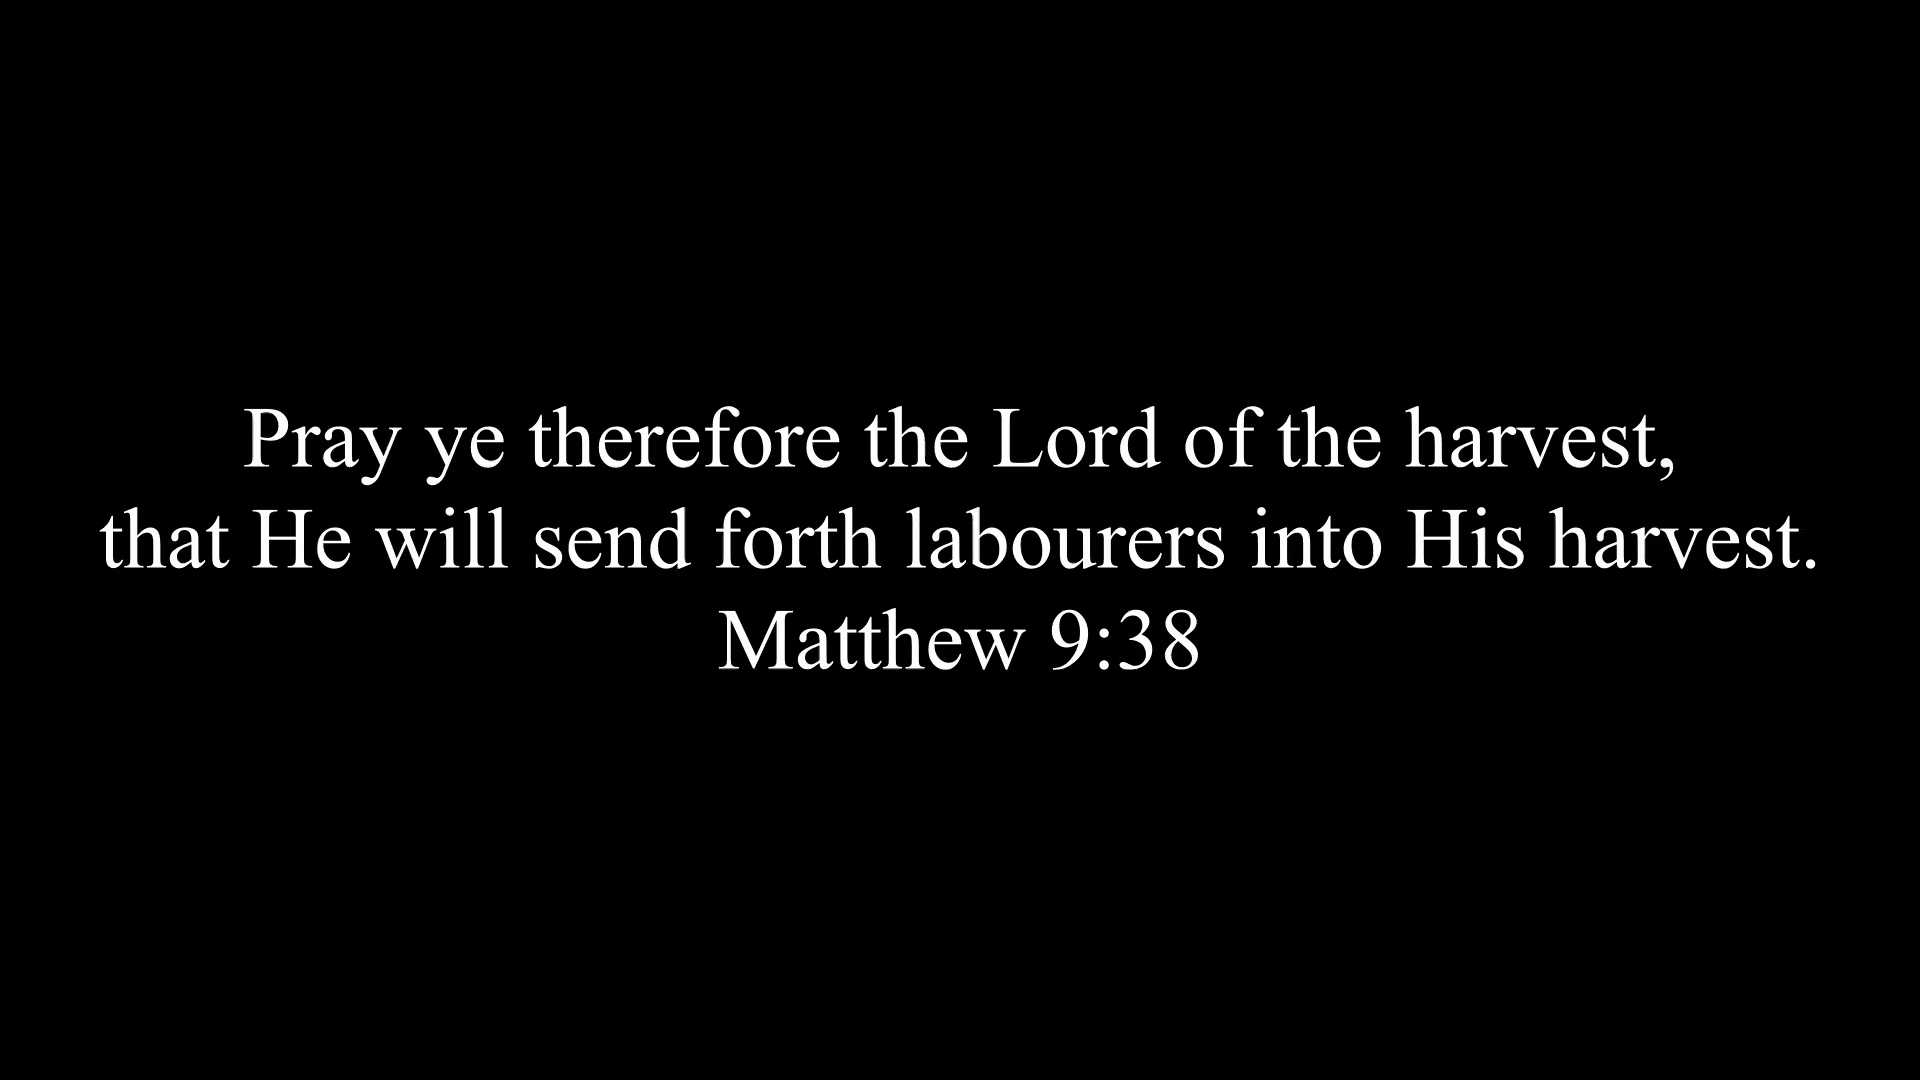 Pray ye therefore the Lord of the harvest,
that He will send forth labourers into His harvest.
Matthew 9:38